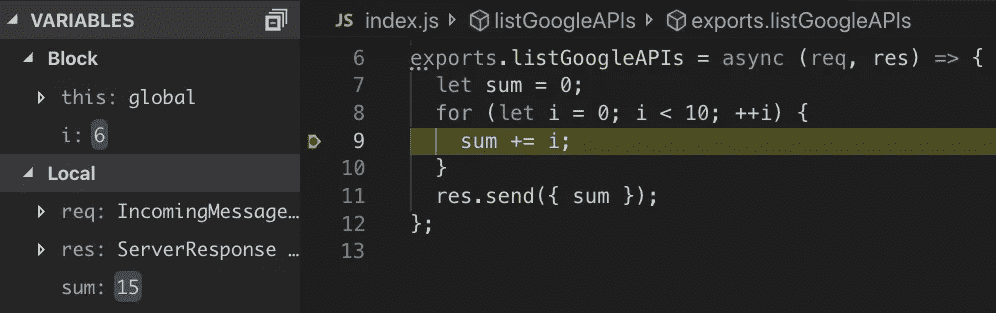 VARIABLES
Block
this: global
i: 6
Local
req: IncomingMessage…
res: ServerResponse …
sum: 15
JS index.js listGoogleAPIs exports.listGoogleAPIs
6 exports.listGoogleAPIs = async (req, res) => {
7 let sum = 0;
8 for (let i = 0; i < 10; ++i) {
9 sum += i;
10 }
11 res.send({ sum });
12 };
13